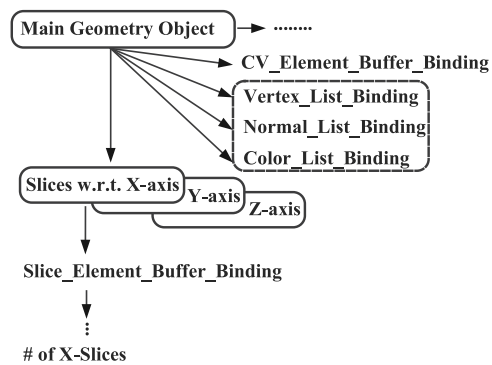 Main Geometry Object
........
CV_Element_Buffer_Binding
Vertex_List_Binding
Normal_List_Binding
Color_List_Binding
Slices w.r.t. X-axis
Y-axis
Z-axis
Slice_Element_Buffer_Binding
# of X-Slices